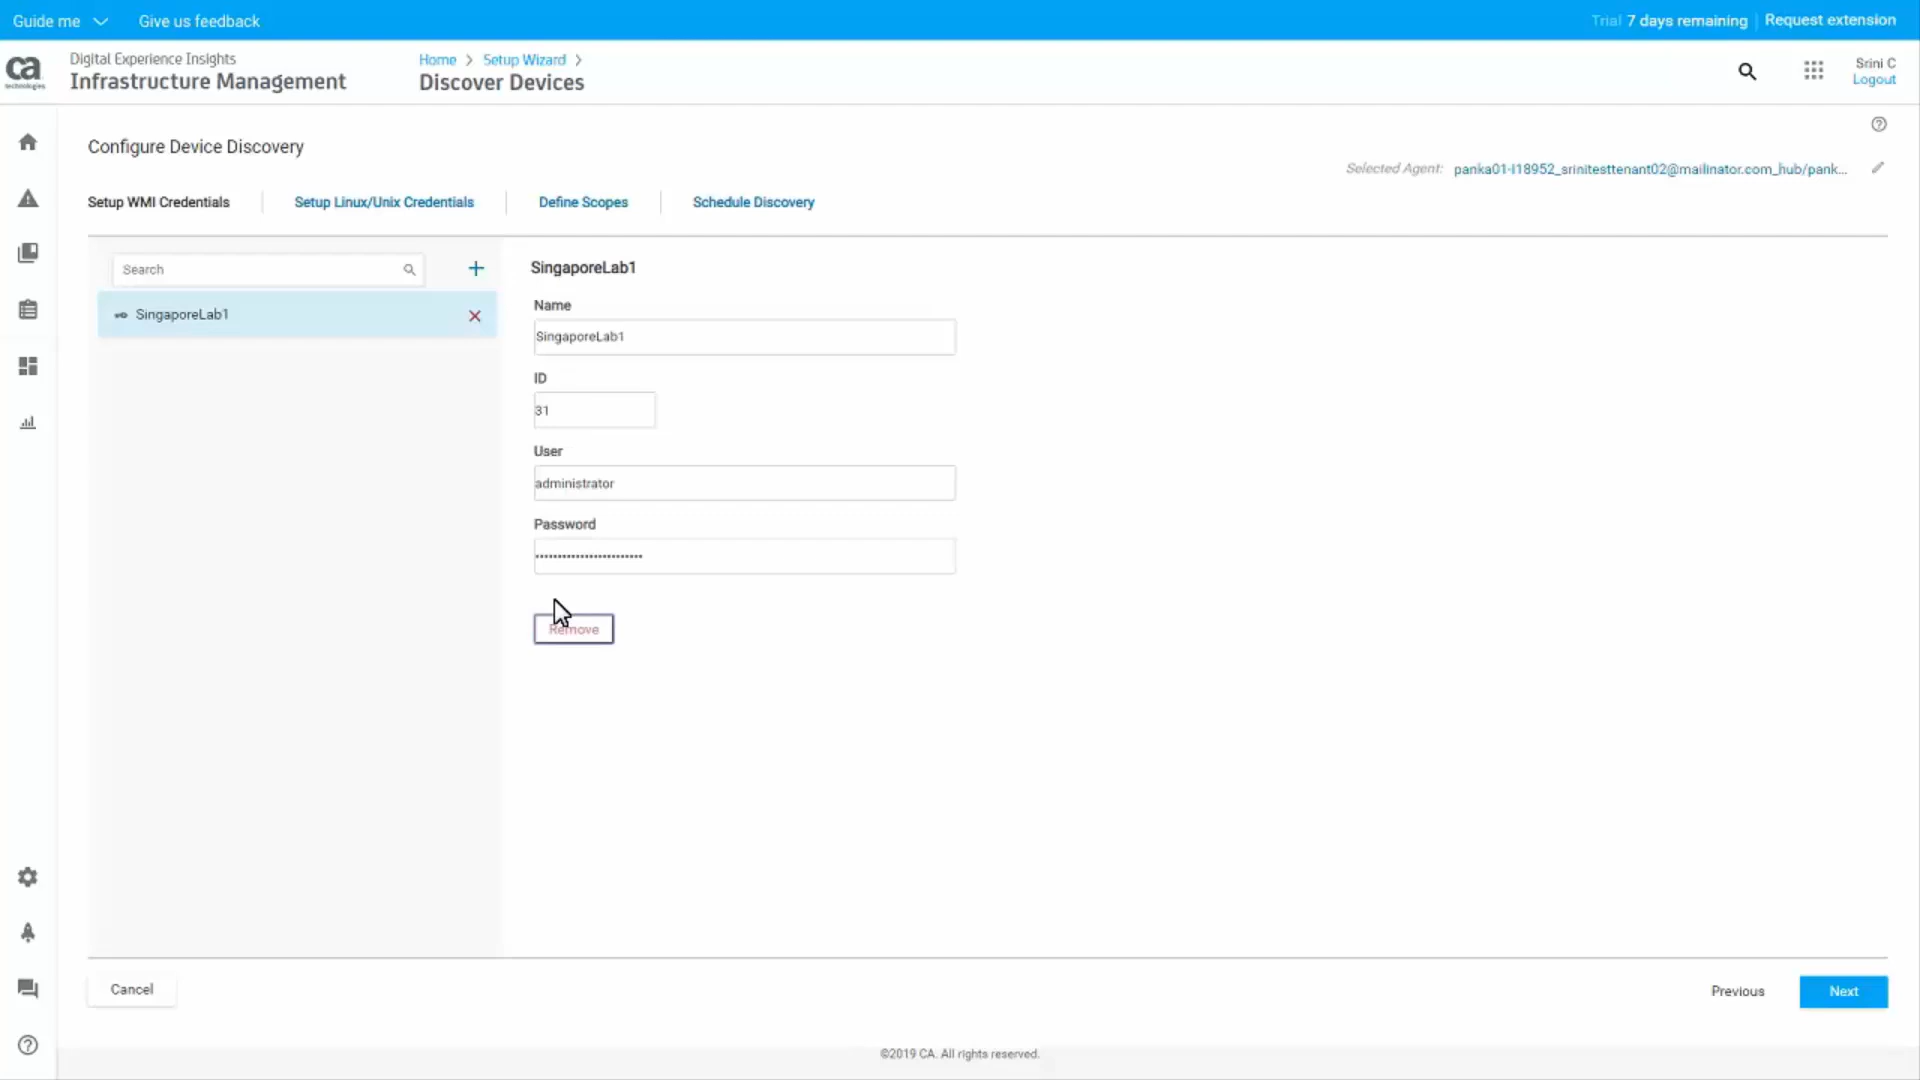 Guide me
Give us feedback
Trial 7 days remaining
Request extension
ca
technologies
Digital Experience Insights
Infrastructure Management
Home > Setup Wizard >
Discover Devices
Srini C
Logout
Configure Device Discovery
Selected Agent: panka01-I18952_srinitesttenant02@mailinator.com_hub/pank...
Setup WMI Credentials
Setup Linux/Unix Credentials
Define Scopes
Schedule Discovery
Search
SingaporeLab1
SingaporeLab1
Name
SingaporeLab1
ID
31
User
administrator
Password
Remove
Cancel
Previous
Next
©2019 CA. All rights reserved.